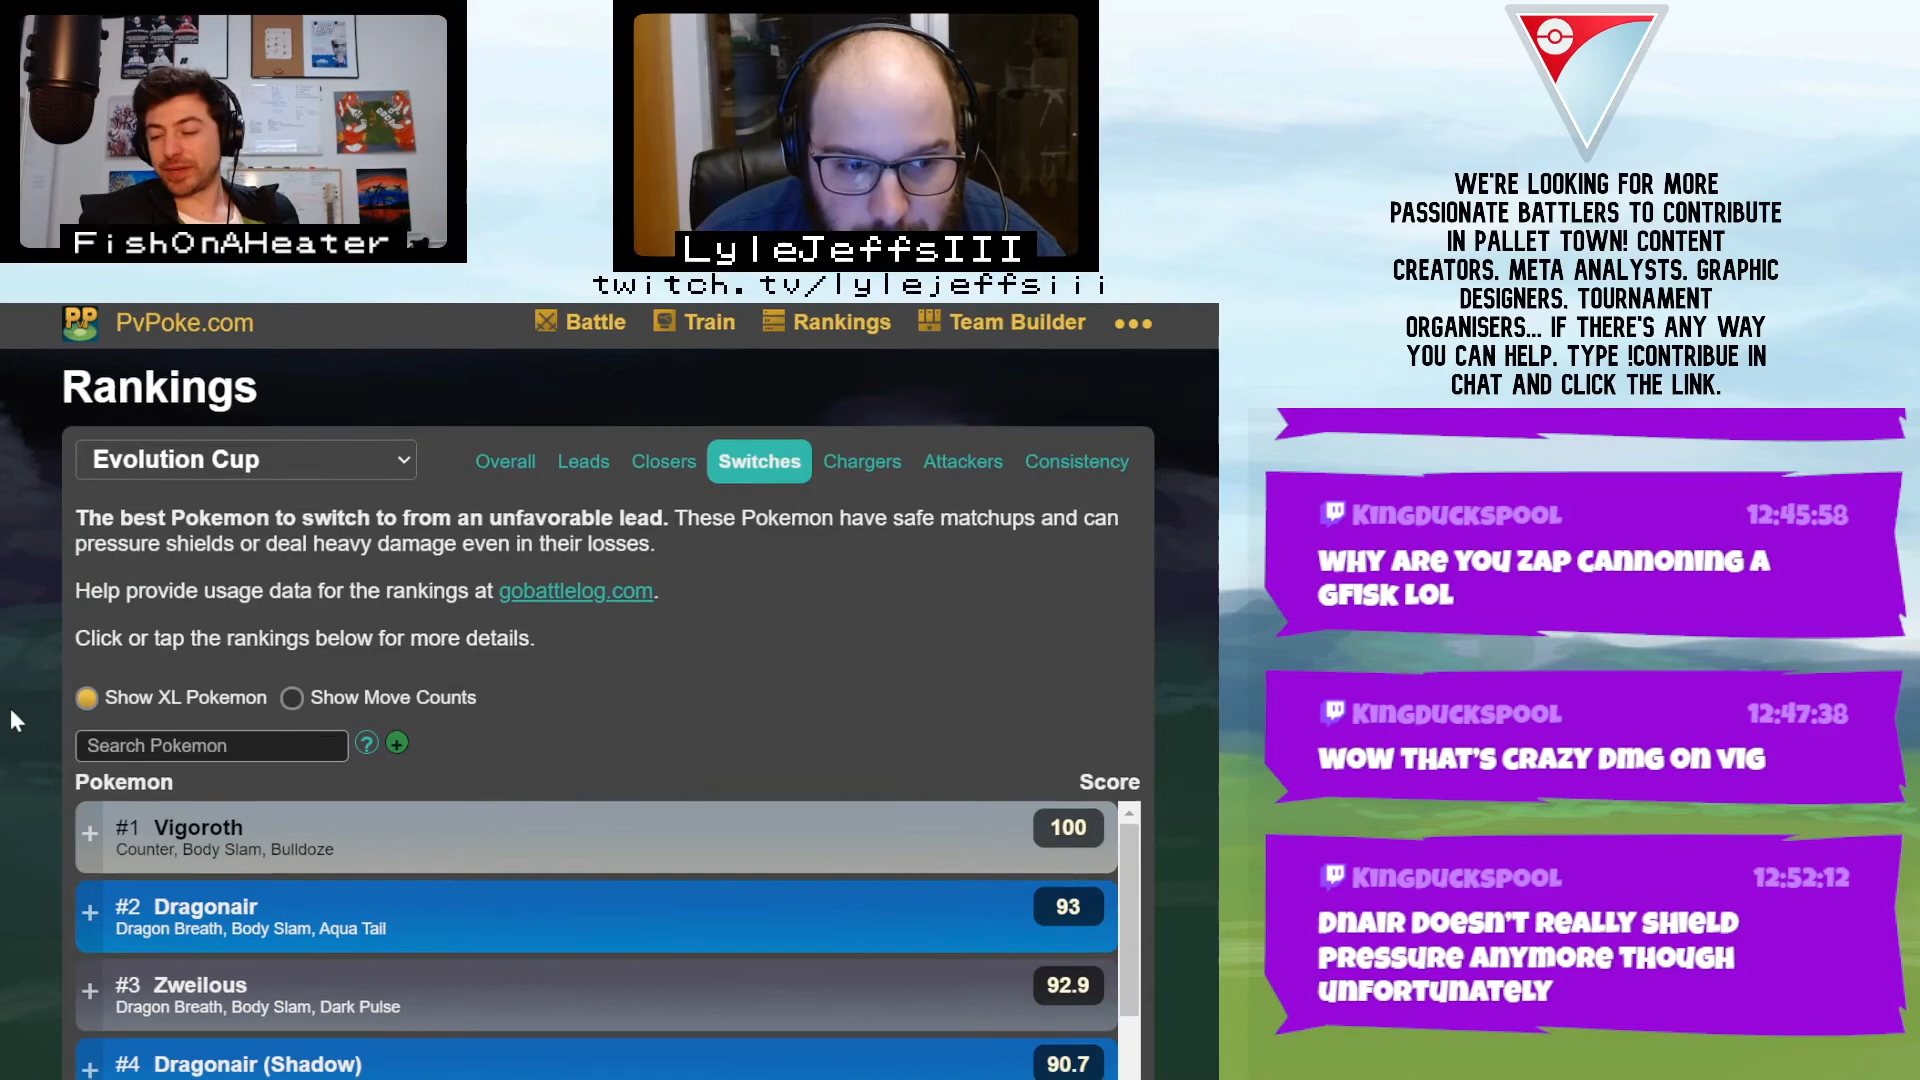 FishOnAHeater
LyleJeffsIII
twitch.tv/lylejeffsiii
WE'RE LOOKING FOR MORE
PASSIONATE BATTLERS TO CONTRIBUTE
IN PALLET TOWN! CONTENT
CREATORS. META ANALYSTS. GRAPHIC
DESIGNERS. TOURNAMENT
ORGANISERS... IF THERE'S ANY WAY
YOU CAN HELP. TYPE !CONTRIBUE IN
CHAT AND CLICK THE LINK.
PvPoke.com
Battle
Train
Rankings
Team Builder
Rankings
Evolution Cup
Overall
Leads
Closers
Switches
Chargers
Attackers
Consistency
The best Pokemon to switch to from an unfavorable lead. These Pokemon have safe matchups and can
pressure shields or deal heavy damage even in their losses.
Help provide usage data for the rankings at gobattlelog.com.
Click or tap the rankings below for more details.
Show XL Pokemon
Show Move Counts
Search Pokemon
? +
Pokemon
Score
+ #1 Vigoroth 100
Counter, Body Slam, Bulldoze
+ #2 Dragonair 93
Dragon Breath, Body Slam, Aqua Tail
+ #3 Zweilous 92.9
Dragon Breath, Body Slam, Dark Pulse
+ #4 Dragonair (Shadow) 90.7
KINGDUCKSPOOL 12:45:58
WHY ARE YOU ZAP CANNONING A
GFISK LOL
KINGDUCKSPOOL 12:47:38
WOW THAT'S CRAZY DMG ON VIG
KINGDUCKSPOOL 12:52:12
DNAIR DOESN'T REALLY SHIELD
PRESSURE ANYMORE THOUGH
UNFORTUNATELY